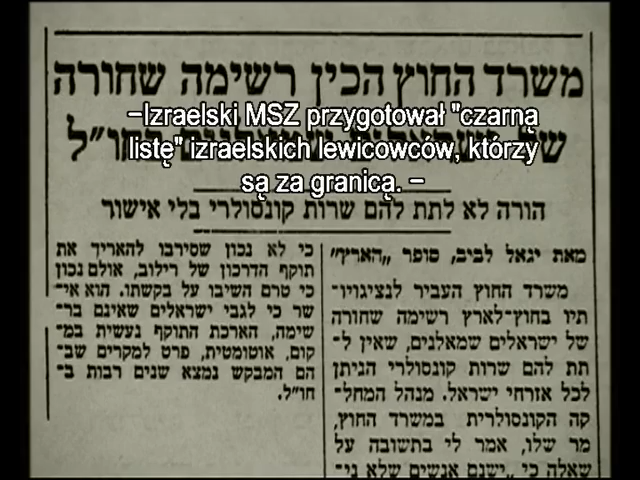 משרד החוץ הכין רשימה שחורה
של ישראלים שמאלנים בחו״ל
–Izraelski MSZ przygotował "czarną
listę" izraelskich lewicowców, którzy
są za granicą. –
הורה לא לתת להם שרות קונסולרי בלי אישור
מאת יגאל לביב, סופר „הארץ״
משרד החוץ העביר לנציגויו־
תיו בחוץ־לארץ רשימה שחורה
של ישראלים שמאלנים, שאין ל־
תת להם שרות קונסולרי הניתן
לכל אזרחי ישראל. מנהל המחל־
קה הקונסולרית במשרד החוץ,
מר שלו, אמר לי בתשובה על
שאלה כי „ישנם אנשים שלא ני־
כי לא נכון שסירבו להאריך את
תוקף הדרכון של רילוב, אולם נכון
כי טרם השיבו על בקשתו. הוא אי־
שר כי לגבי ישראלים שאינם בר־
שימה, הארכת התוקף נעשית במ־
קום, אוטומטית, פרט למקרים שב־
הם המבקש נמצא שנים רבות ב־
חו״ל.